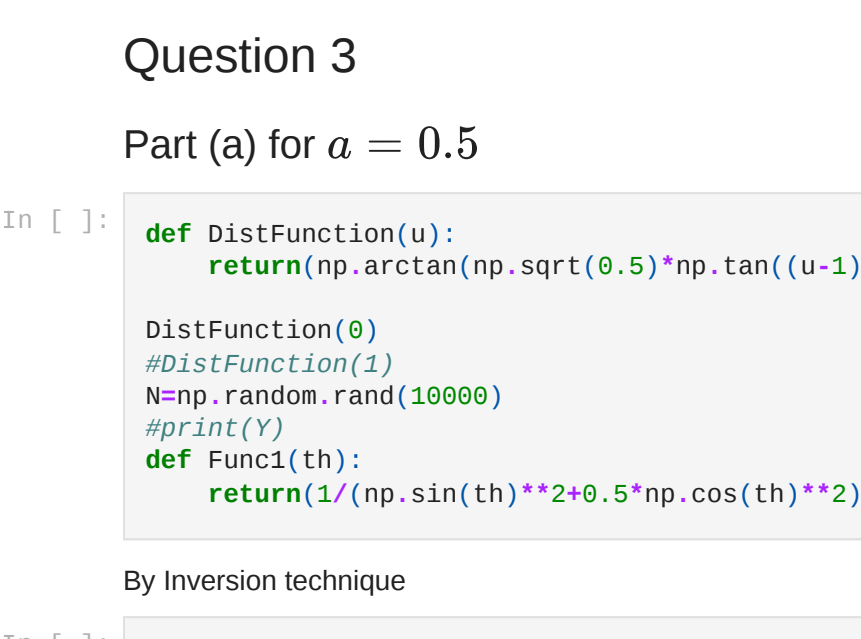 Question 3
Part (a) for a = 0.5
In [ ]:
def DistFunction(u):
    return(np.arctan(np.sqrt(0.5)*np.tan((u-1)
DistFunction(0)
#DistFunction(1)
N=np.random.rand(10000)
#print(Y)
def Func1(th):
    return(1/(np.sin(th)**2+0.5*np.cos(th)**2)
By Inversion technique
In [ ]: